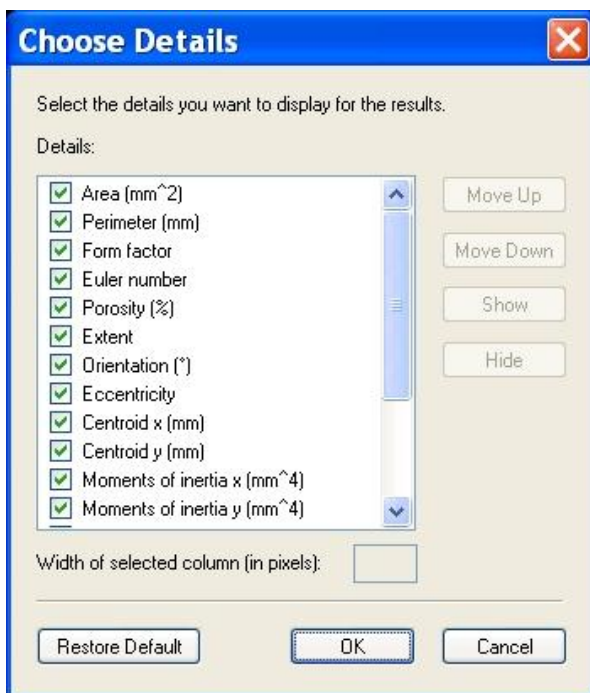 Choose Details
Select the details you want to display for the results.
Details:
Area (mm^2)
Perimeter (mm)
Form factor
Euler number
Porosity (%)
Extent
Orientation (°)
Eccentricity
Centroid x (mm)
Centroid y (mm)
Moments of inertia x (mm^4)
Moments of inertia y (mm^4)
Move Up
Move Down
Show
Hide
Width of selected column (in pixels):
Restore Default
OK
Cancel